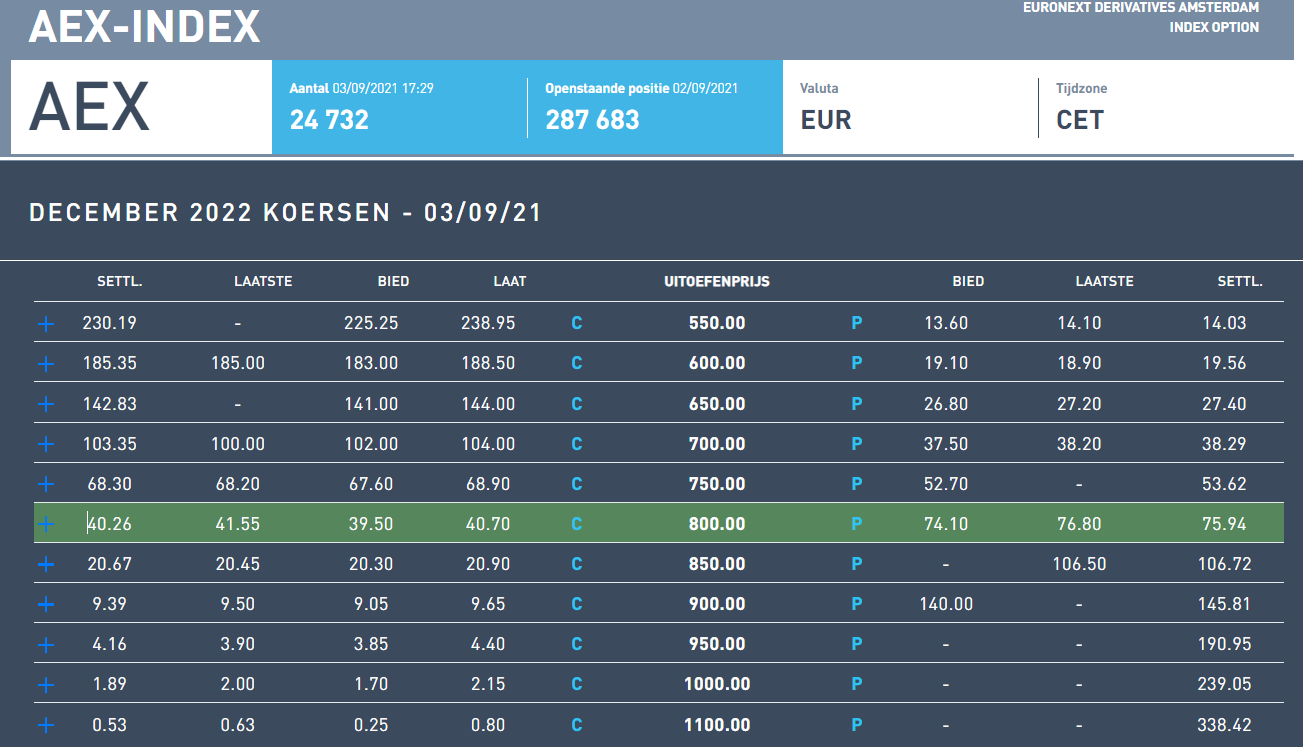 AEX-INDEX
EURONEXT DERIVATIVES AMSTERDAM
INDEX OPTION
AEX
Aantal 03/09/2021 17:29
24 732
Openstaande positie 02/09/2021
287 683
Valuta
EUR
Tijdzone
CET
DECEMBER 2022 KOERSEN - 03/09/21
SETTL. LAATSTE BIED LAAT UITOEFENPRIJS BIED LAATSTE SETTL.
+ 230.19 - 225.25 238.95 C 550.00 P 13.60 14.10 14.03
+ 185.35 185.00 183.00 188.50 C 600.00 P 19.10 18.90 19.56
+ 142.83 - 141.00 144.00 C 650.00 P 26.80 27.20 27.40
+ 103.35 100.00 102.00 104.00 C 700.00 P 37.50 38.20 38.29
+ 68.30 68.20 67.60 68.90 C 750.00 P 52.70 - 53.62
+ 40.26 41.55 39.50 40.70 C 800.00 P 74.10 76.80 75.94
+ 20.67 20.45 20.30 20.90 C 850.00 P - 106.50 106.72
+ 9.39 9.50 9.05 9.65 C 900.00 P 140.00 - 145.81
+ 4.16 3.90 3.85 4.40 C 950.00 P - - 190.95
+ 1.89 2.00 1.70 2.15 C 1000.00 P - - 239.05
+ 0.53 0.63 0.25 0.80 C 1100.00 P - - 338.42